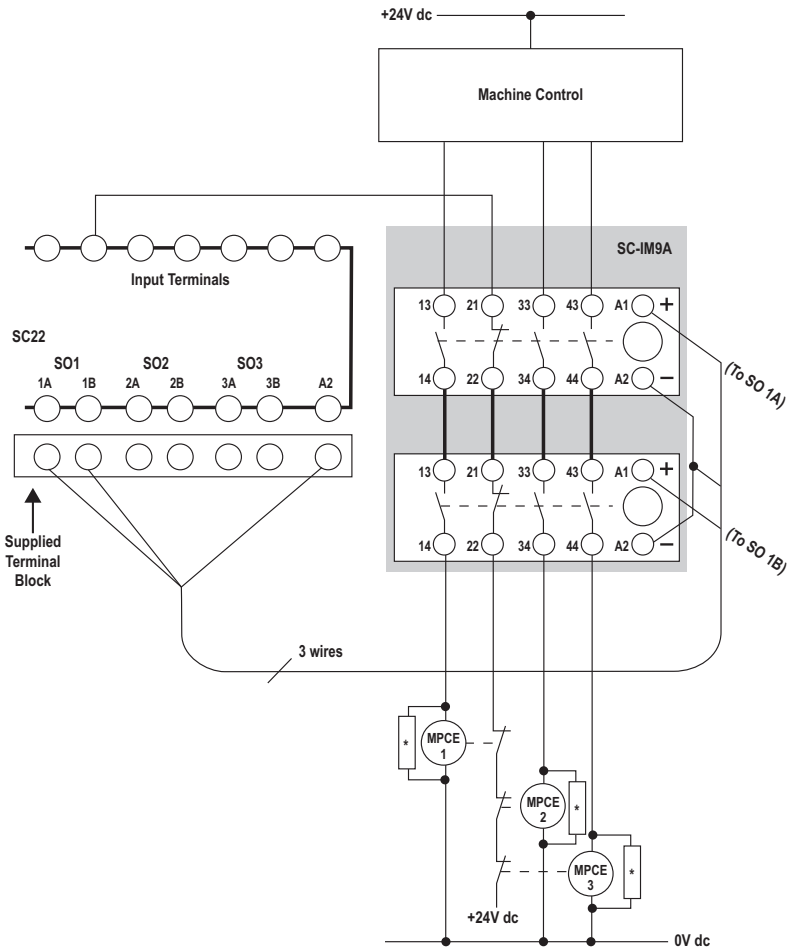 +24V dc
Machine Control
SC-IM9A
Input Terminals
SC22
SO1 SO2 SO3
1A 1B 2A 2B 3A 3B A2
13 21 33 43 A1 +
14 22 34 44 A2 –
(To SO 1A)
13 21 33 43 A1 +
14 22 34 44 A2 –
(To SO 1B)
Supplied
Terminal
Block
3 wires
*
MPCE
1
MPCE
2
*
MPCE
3
*
+24V dc
0V dc